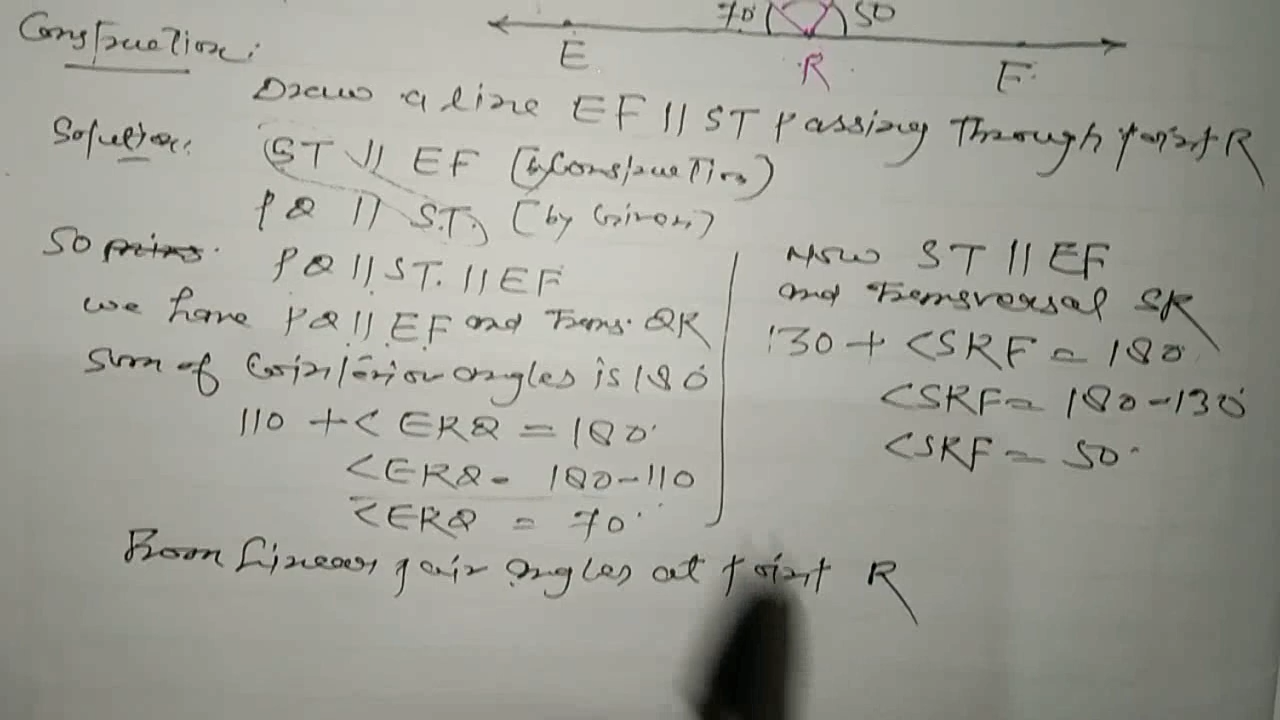 70° 50
E R F
Construction:
Draw a line EF || ST passing through point R
Solution: ST || EF (by Construction)
PQ || S.T. (by Given)
So PQ || ST. || EF
we have PQ || EF and Trans. QR
Sum of Cointerior angles is 180°
110 + < ERQ = 180°
< ERQ = 180-110
< ERQ = 70°
Now ST || EF
and Transversal SR
130 + < SRF = 180
< SRF = 180-130°
< SRF = 50°
From Linear pair angles at point R